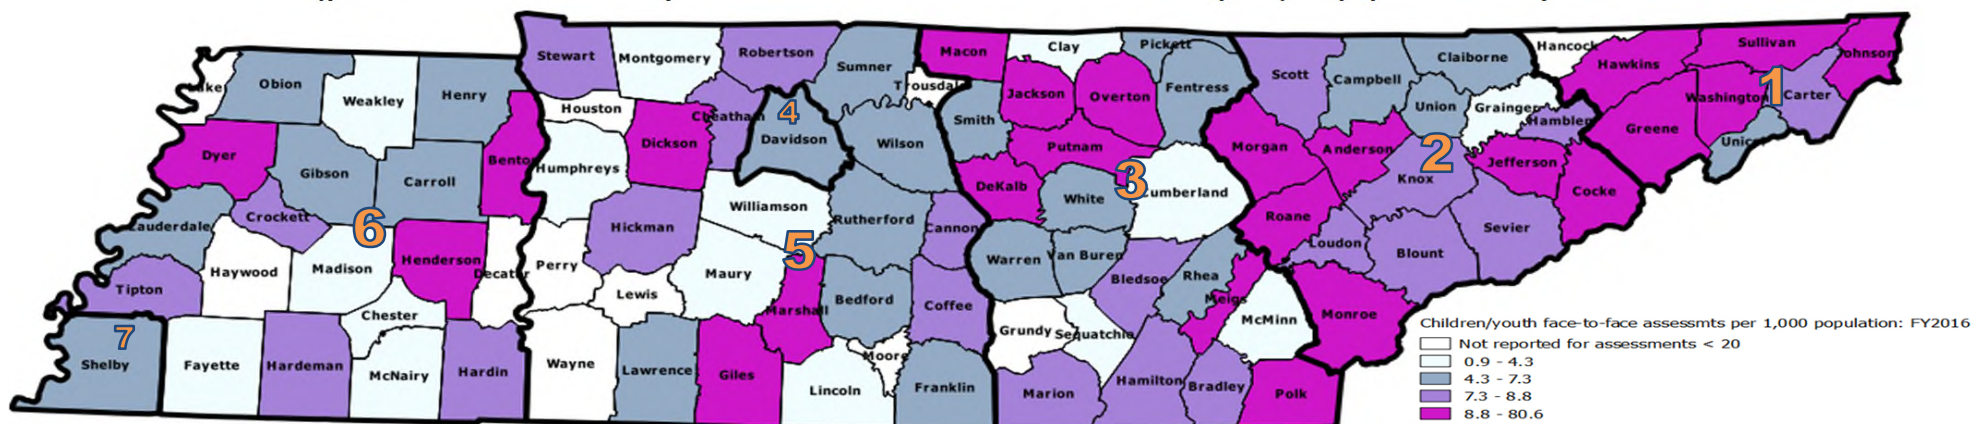 Stewart
Montgomery
Robertson
Sumner
Macon
Clay
Pickett
Scott
Campbell
Claiborne
Hancock
Hawkins
Sullivan
Johnson
Lake
Obion
Weakley
Henry
Houston
Cheatham
4
Davidson
Trousdale
Wilson
Smith
Jackson
Overton
Fentress
Union
Grainger
Hamblen
Washington
1
Carter
Greene
Unicoi
Dyer
Gibson
Carroll
Benton
Humphreys
Dickson
Putnam
DeKalb
White
3
Cumberland
Morgan
Anderson
2
Knox
Jefferson
Cocke
Lauderdale
Crockett
6
Henderson
Decatur
Perry
Hickman
Williamson
5
Rutherford
Cannon
Warren
Van Buren
Bledsoe
Rhea
Roane
Loudon
Blount
Sevier
Tipton
Haywood
Madison
Chester
Lewis
Maury
Marshall
Bedford
Coffee
Grundy
Sequatchie
Meigs
McMinn
Monroe
7
Shelby
Fayette
Hardeman
McNairy
Hardin
Wayne
Lawrence
Giles
Lincoln
Moore
Franklin
Marion
Hamilton
Bradley
Polk
Children/youth face-to-face assessmts per 1,000 population: FY2016
Not reported for assessments < 20
0.9 - 4.3
4.3 - 7.3
7.3 - 8.8
8.8 - 80.6